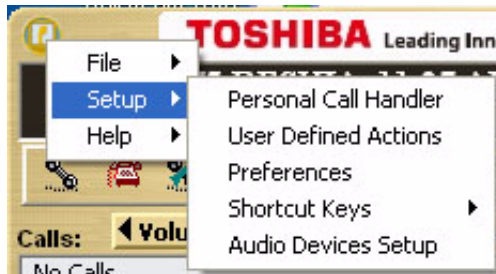 TOSHIBA Leading Inn
File
Setup
Help
Personal Call Handler
User Defined Actions
Preferences
Shortcut Keys
Audio Devices Setup
Calls:
Volu
No Calls